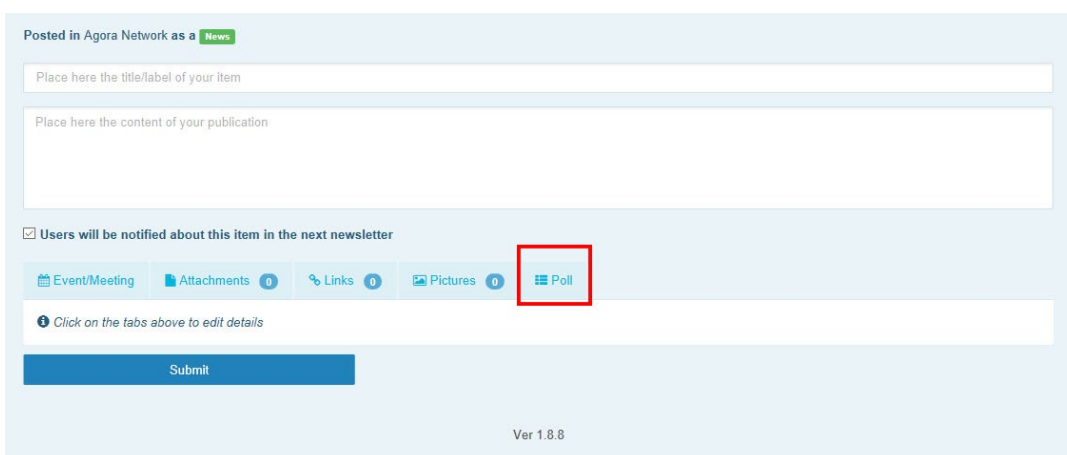 Posted in Agora Network as a News
Place here the title/label of your item
Place here the content of your publication
Users will be notified about this item in the next newsletter
Event/Meeting Attachments 0 Links 0 Pictures 0 Poll
Click on the tabs above to edit details
Submit
Ver 1.8.8